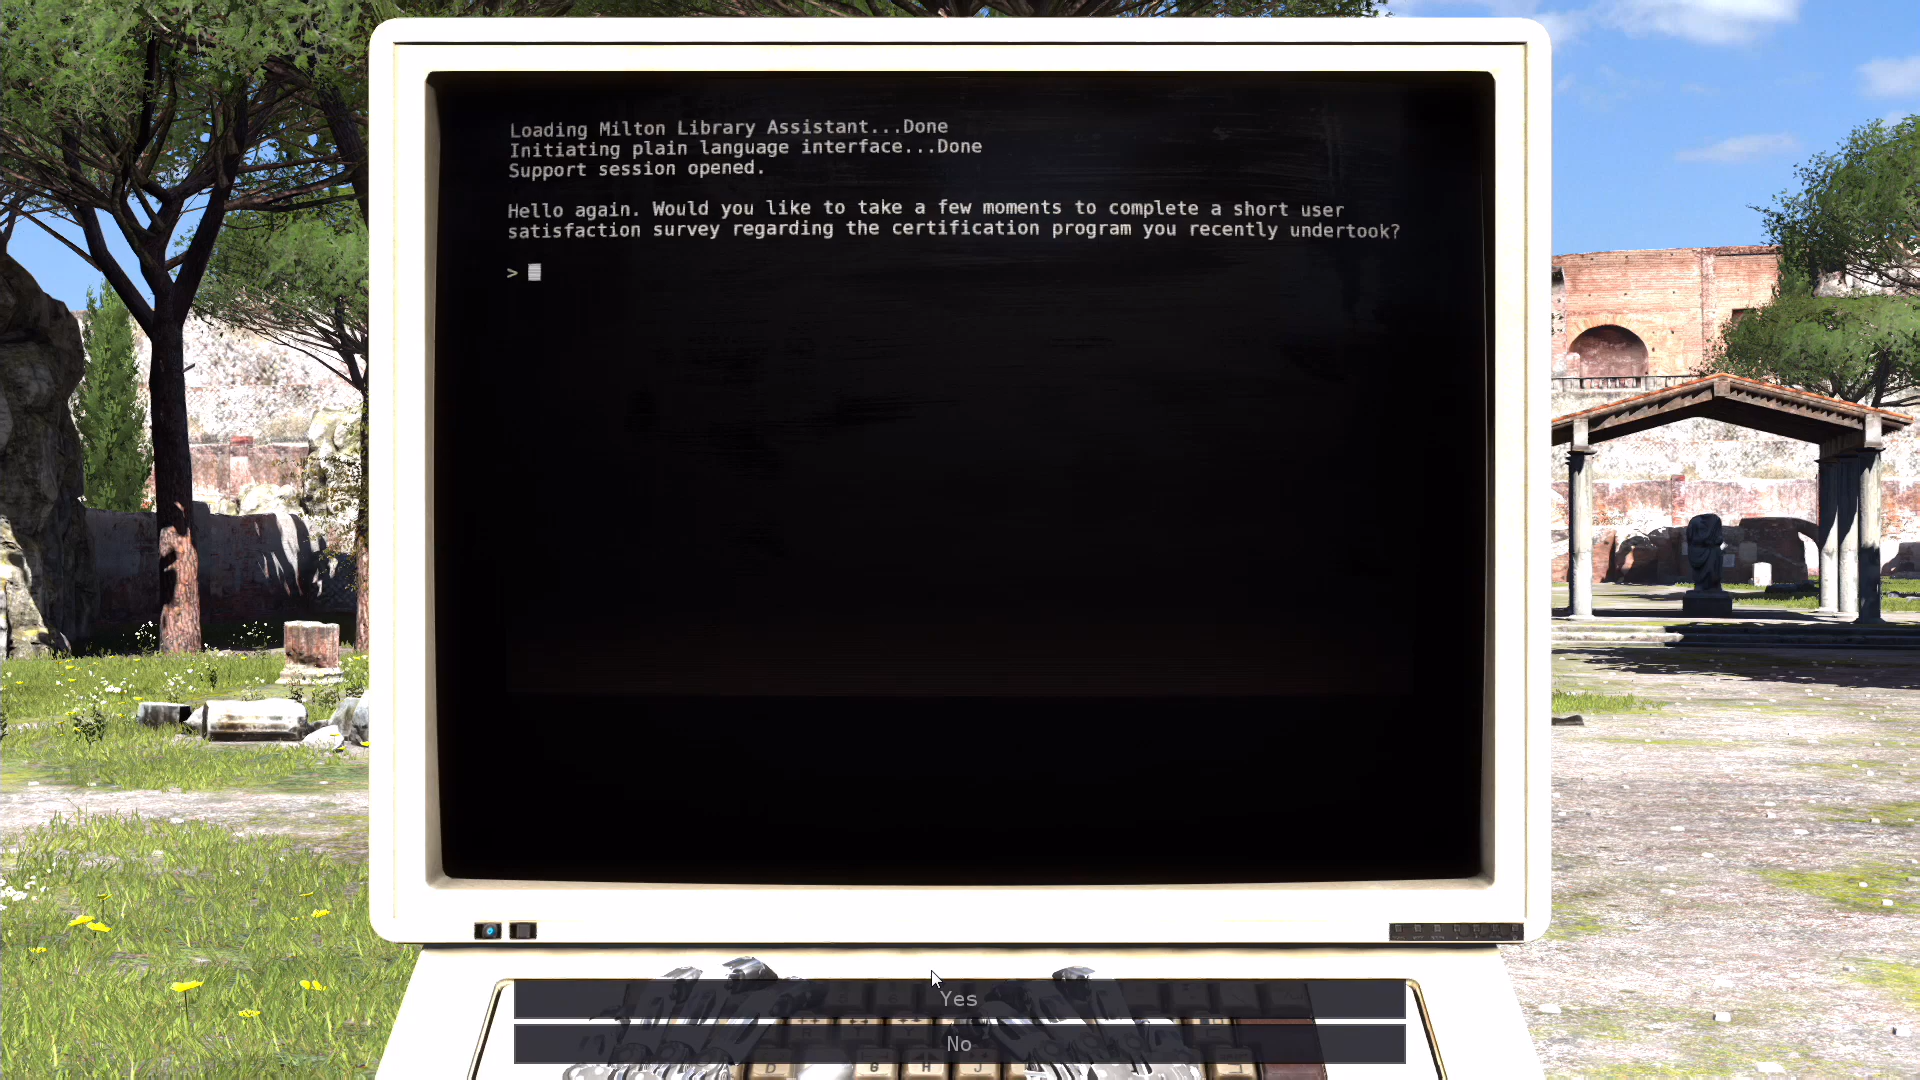 Loading Milton Library Assistant...Done
Initiating plain language interface...Done
Support session opened.
Hello again. Would you like to take a few moments to complete a short user
satisfaction survey regarding the certification program you recently undertook?
>
Yes
No
D
G
H
J